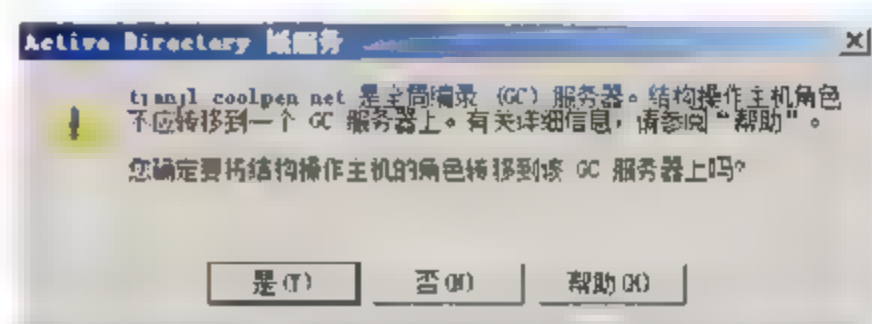 Active Directory 域服务
tianjl coolpen net 是全局编录 (GC) 服务器。结构操作主机角色
不应转移到一个 GC 服务器上。有关详细信息，请参阅“帮助”。
您确定要将结构操作主机的角色转移到该 GC 服务器上吗?
是(Y) 否(N) 帮助(H)